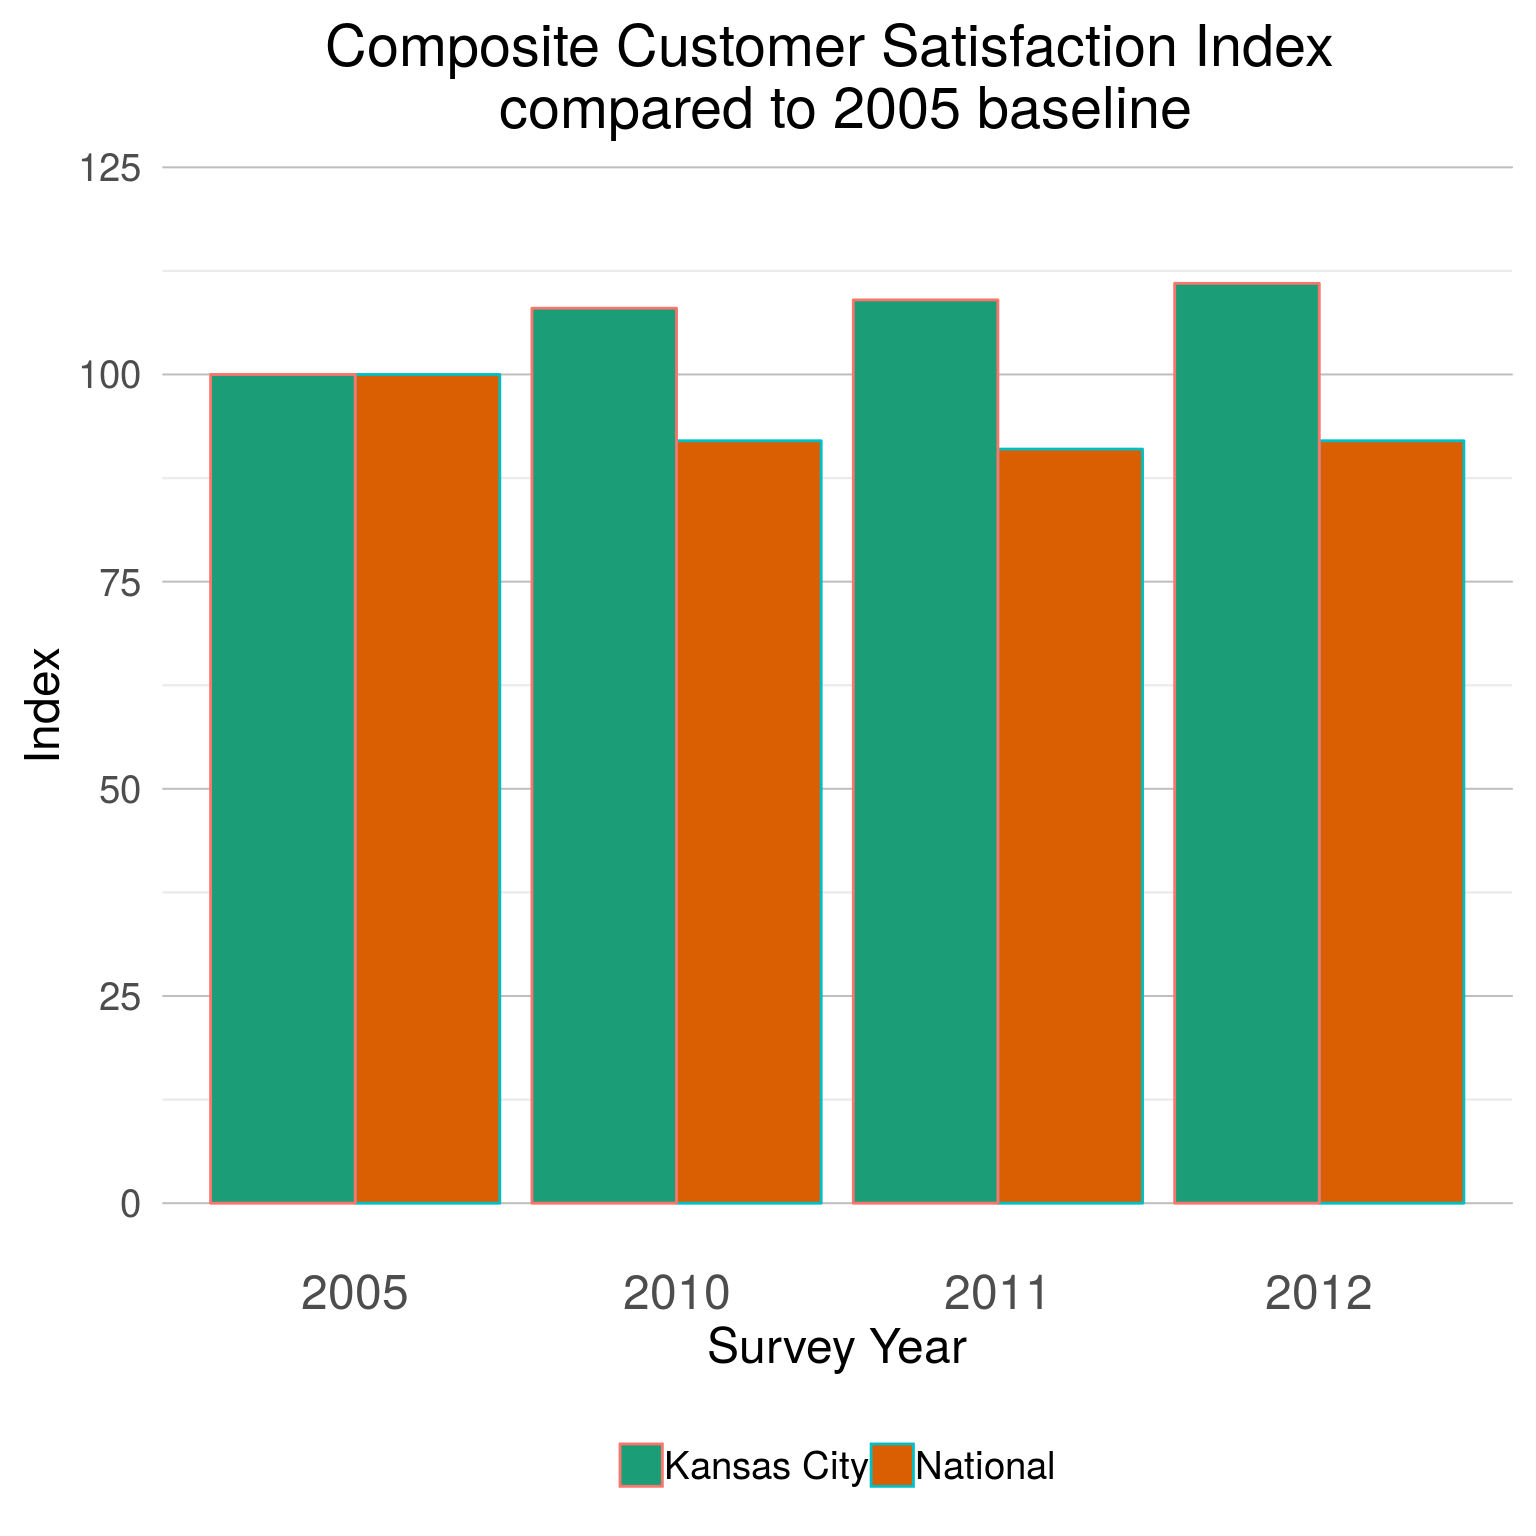 Composite Customer Satisfaction Index
compared to 2005 baseline
125
100
75
50
25
0
Index
2005 2010 2011 2012
Survey Year
Kansas City National